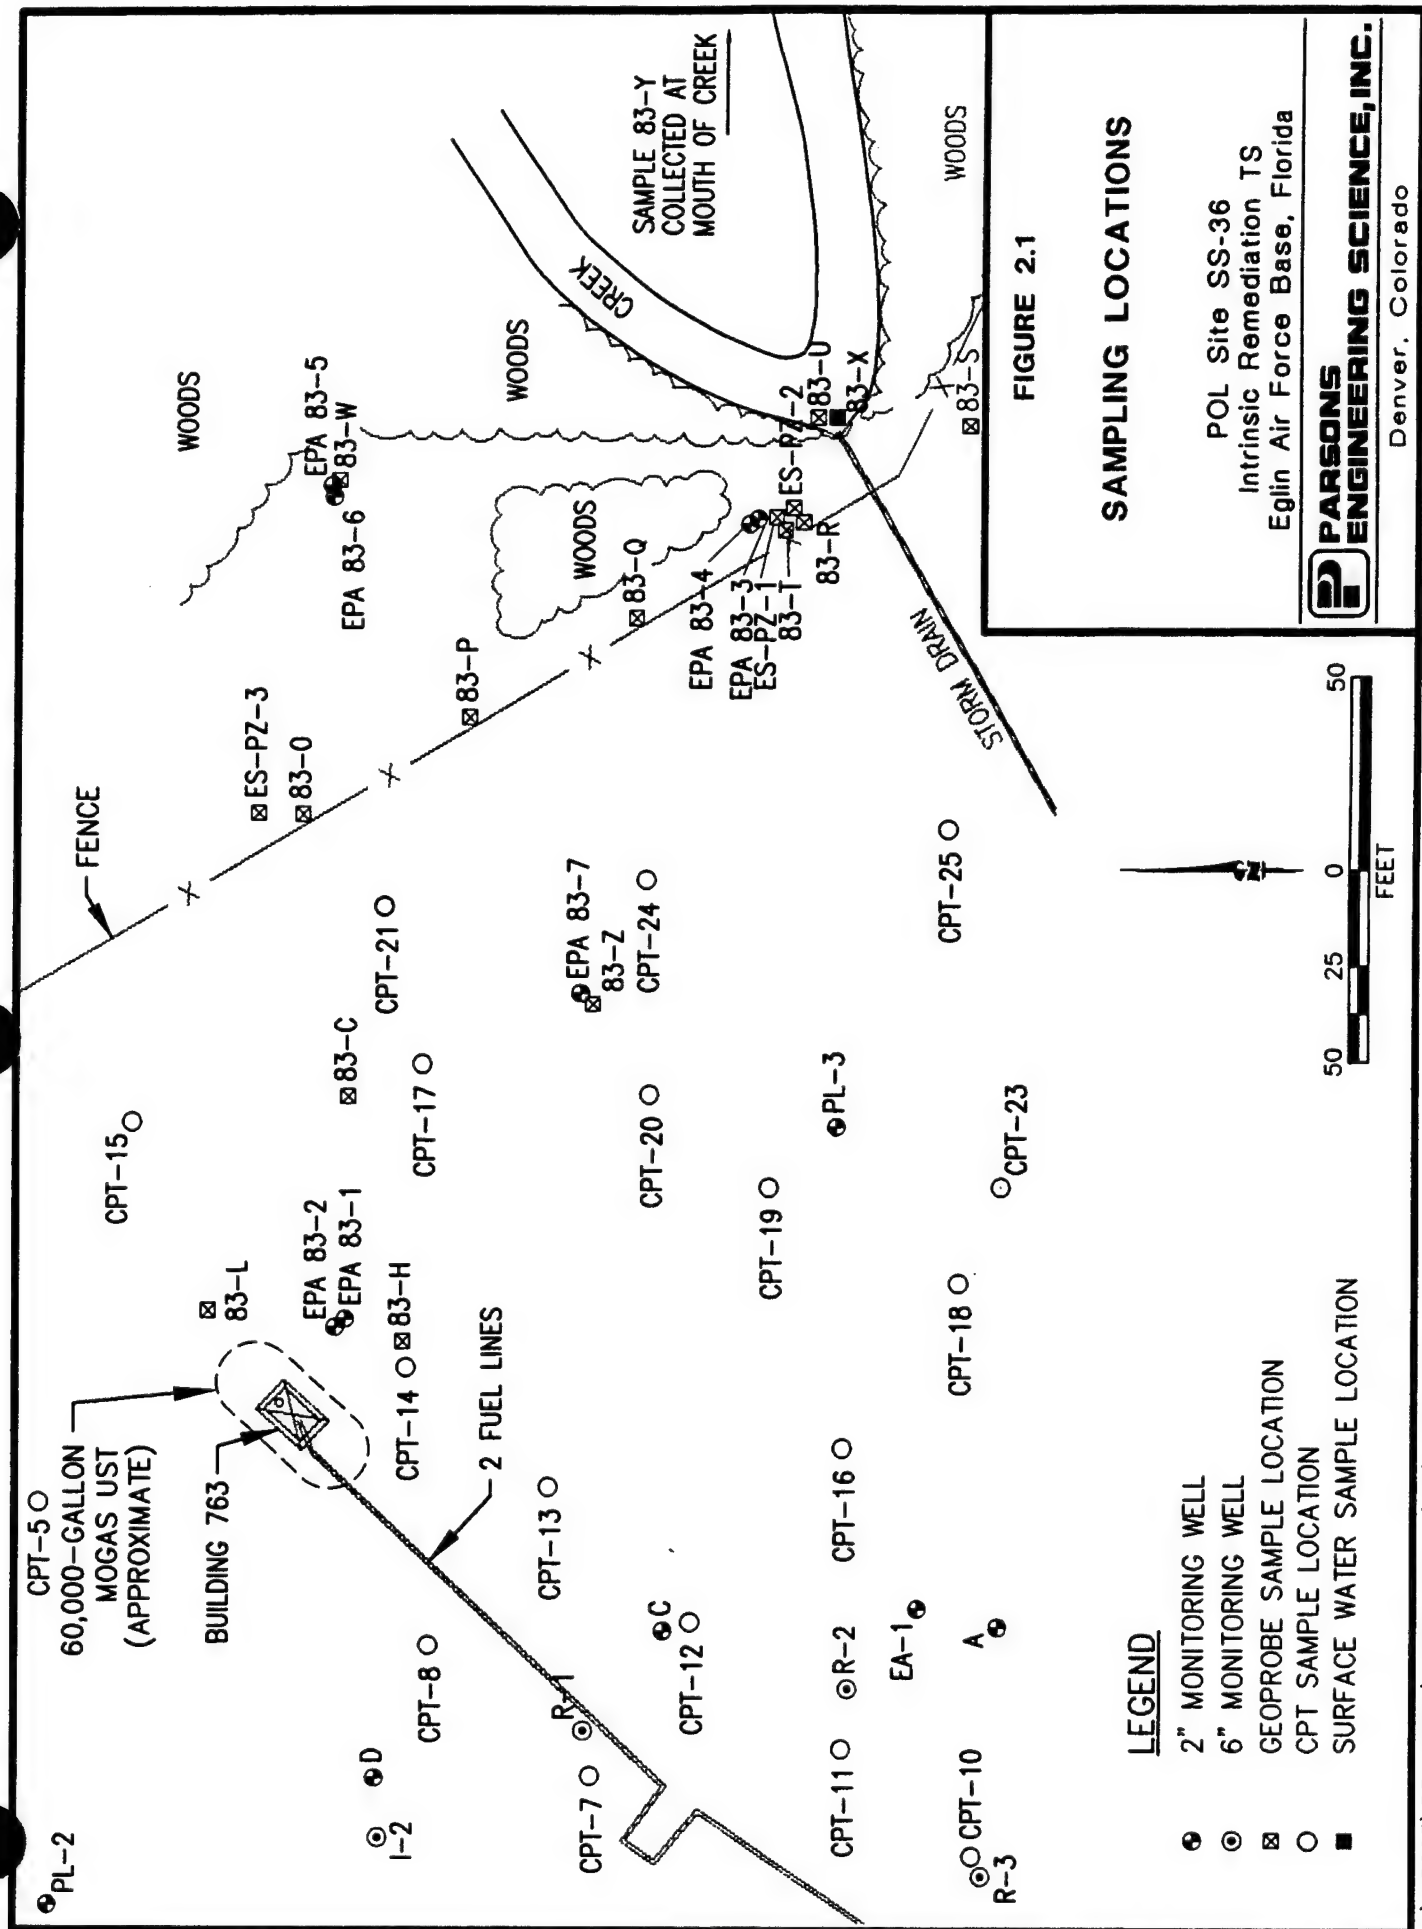 PL-2
I-2
D
CPT-5
60,000-GALLON
MOGAS UST
(APPROXIMATE)
BUILDING 763
CPT-8
CPT-7
R-1
CPT-13
2 FUEL LINES
CPT-14
83-H
83-L
EPA 83-2
EPA 83-1
CPT-15
83-C
CPT-17
CPT-21
FENCE
ES-PZ-3
83-O
83-P
83-Q
WOODS
WOODS
WOODS
EPA 83-5
83-W
EPA 83-6
CREEK
SAMPLE 83-Y
COLLECTED AT
MOUTH OF CREEK
C
CPT-12
CPT-11
R-2
CPT-16
EA-1
A
CPT-10
R-3
CPT-18
CPT-19
CPT-20
CPT-23
PL-3
EPA 83-7
83-Z
CPT-24
CPT-25
EPA 83-4
EPA 83-3
ES-PZ-1
83-T
83-R
ES-PZ-2
83-U
83-X
83-S
WOODS
STORM DRAIN
N
50 25 0 50
FEET
LEGEND
2" MONITORING WELL
6" MONITORING WELL
GEOPROBE SAMPLE LOCATION
CPT SAMPLE LOCATION
SURFACE WATER SAMPLE LOCATION
FIGURE 2.1
SAMPLING LOCATIONS
POL Site SS-36
Intrinsic Remediation TS
Eglin Air Force Base, Florida
PARSONS
ENGINEERING SCIENCE, INC.
Denver, Colorado